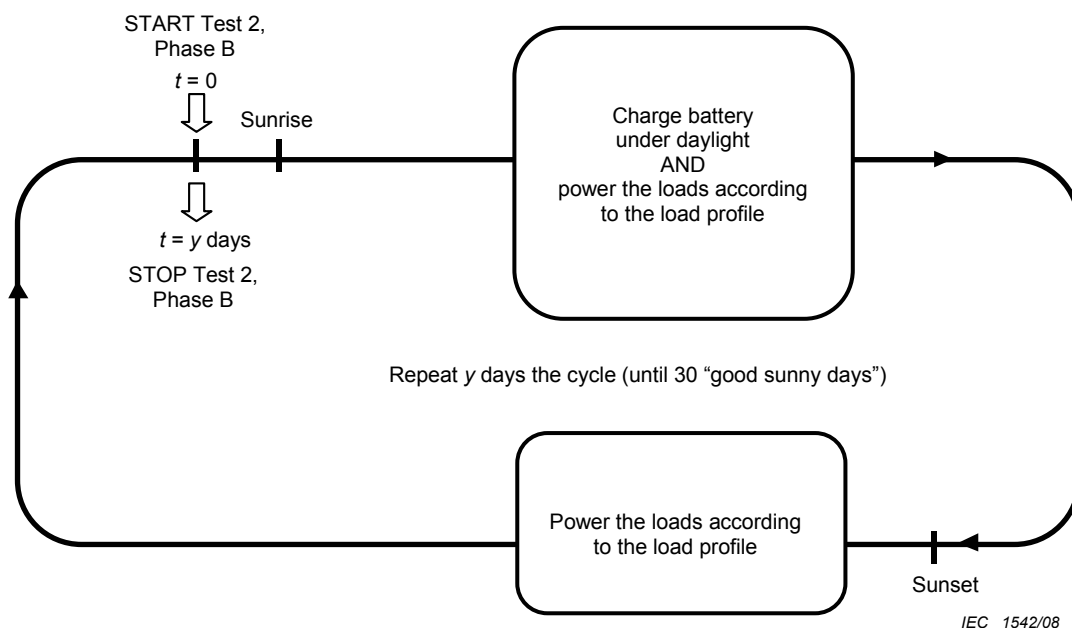 START Test 2,
Phase B
t = 0
Sunrise
t = y days
STOP Test 2,
Phase B
Charge battery
under daylight
AND
power the loads according
to the load profile
Repeat y days the cycle (until 30 “good sunny days”)
Power the loads according
to the load profile
Sunset
IEC 1542/08